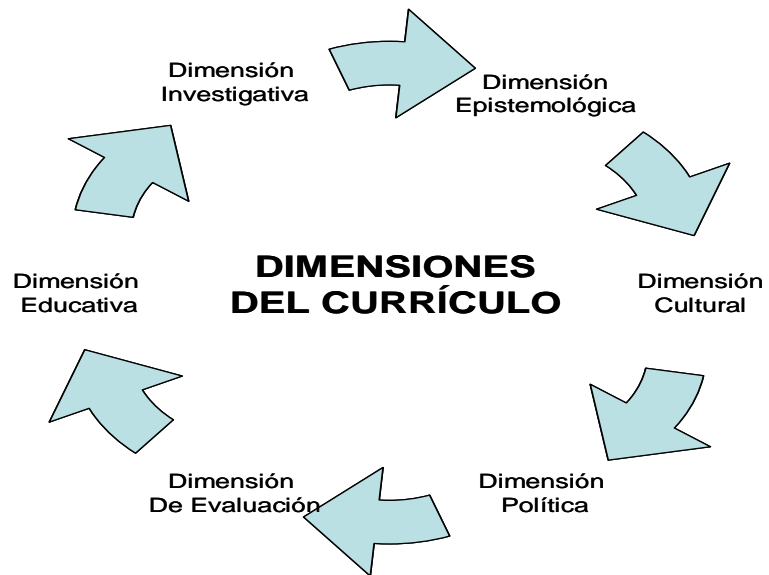 Dimensión
Investigativa
Dimensión
Epistemológica
Dimensión
Educativa
DIMENSIONES
DEL CURRÍCULO
Dimensión
Cultural
Dimensión
De Evaluación
Dimensión
Política